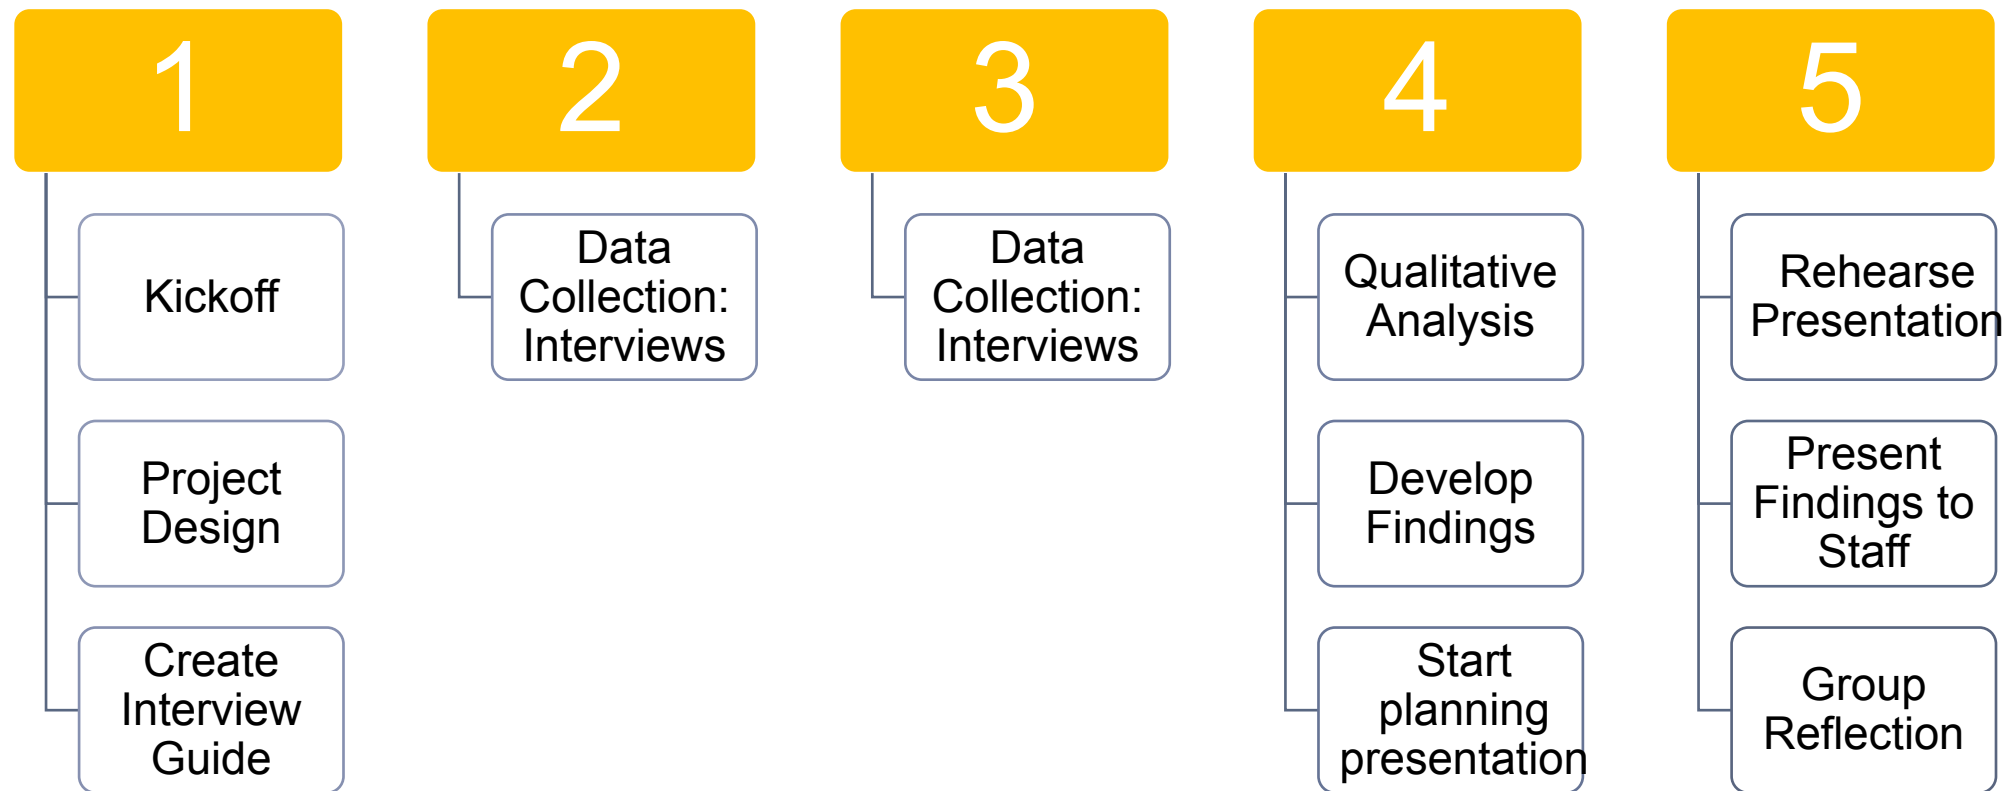 1
Kickoff
Project
Design
Create
Interview
Guide
2
Data
Collection:
Interviews
3
Data
Collection:
Interviews
4
Qualitative
Analysis
Develop
Findings
Start
planning
presentation
5
Rehearse
Presentation
Present
Findings to
Staff
Group
Reflection